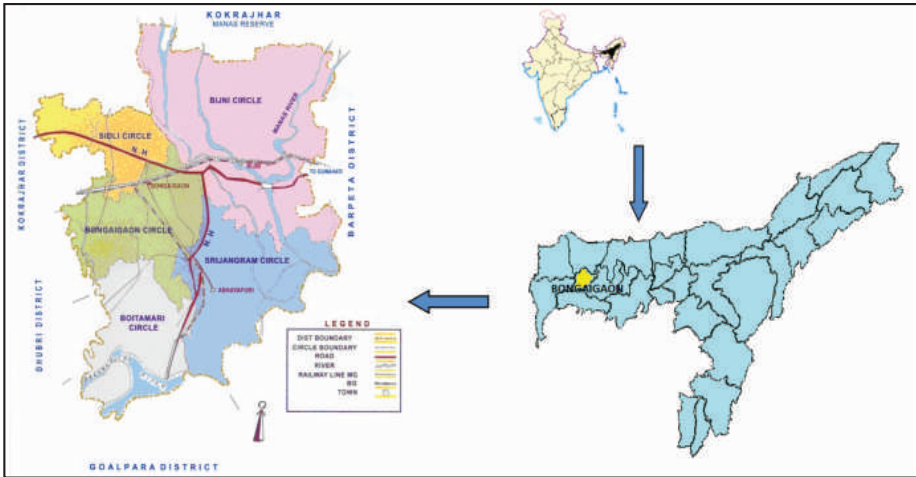 KOKRAJHAR
MANAS RESERVE
BIJNI CIRCLE
MANAS RIVER
SIDLI CIRCLE
N.H
KOKRAJHAR DISTRICT
BONGAIGAON
BARPETA DISTRICT
BONGAIGAON CIRCLE
N.H
SRIJANGRAM CIRCLE
ABHAYAPURI
BOITAMARI
CIRCLE
DHUBRI DISTRICT
LEGEND
DIST BOUNDARY
CIRCLE BOUNDARY
ROAD
RIVER
RAILWAY LINE MG
BG
TOWN
GOALPARA DISTRICT
BONGAIGAON